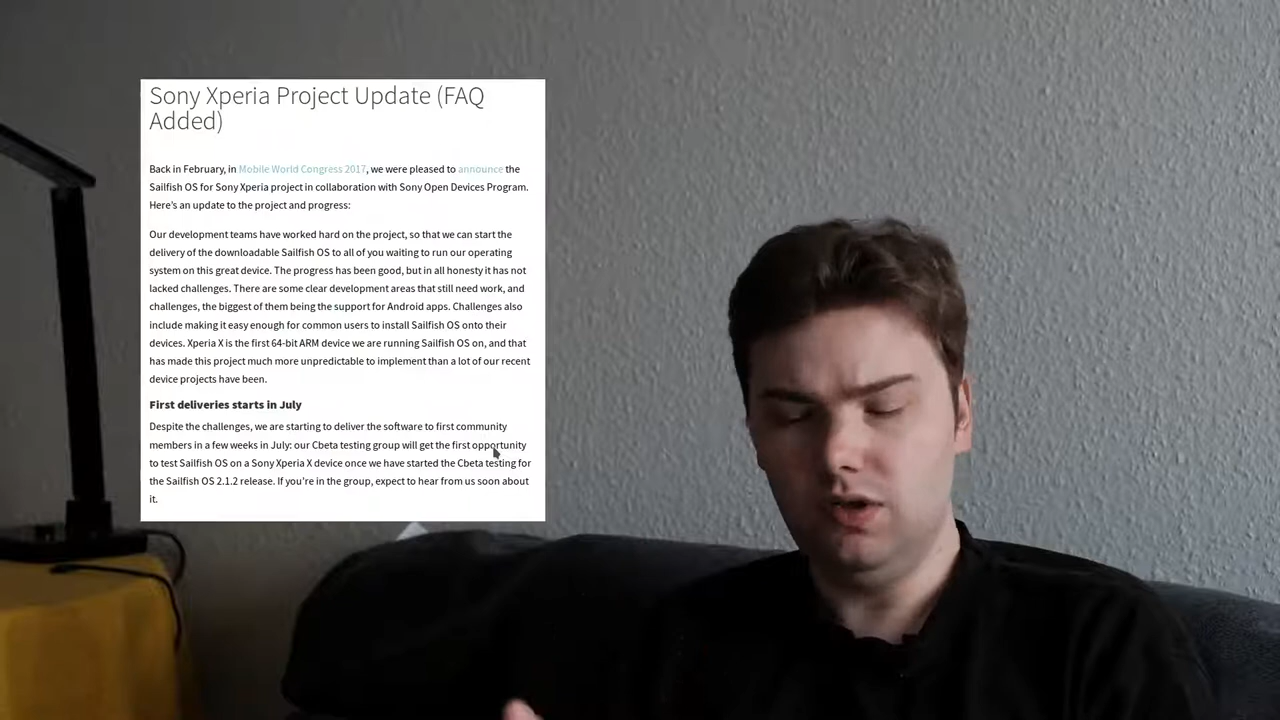 Sony Xperia Project Update (FAQ
Added)
Back in February, in Mobile World Congress 2017, we were pleased to announce the
Sailfish OS for Sony Xperia project in collaboration with Sony Open Devices Program.
Here's an update to the project and progress:
Our development teams have worked hard on the project, so that we can start the
delivery of the downloadable Sailfish OS to all of you waiting to run our operating
system on this great device. The progress has been good, but in all honesty it has not
lacked challenges. There are some clear development areas that still need work, and
challenges, the biggest of them being the support for Android apps. Challenges also
include making it easy enough for common users to install Sailfish OS onto their
devices. Xperia X is the first 64-bit ARM device we are running Sailfish OS on, and that
has made this project much more unpredictable to implement than a lot of our recent
device projects have been.
First deliveries starts in July
Despite the challenges, we are starting to deliver the software to first community
members in a few weeks in July: our Cbeta testing group will get the first opportunity
to test Sailfish OS on a Sony Xperia X device once we have started the Cbeta testing for
the Sailfish OS 2.1.2 release. If you're in the group, expect to hear from us soon about
it.